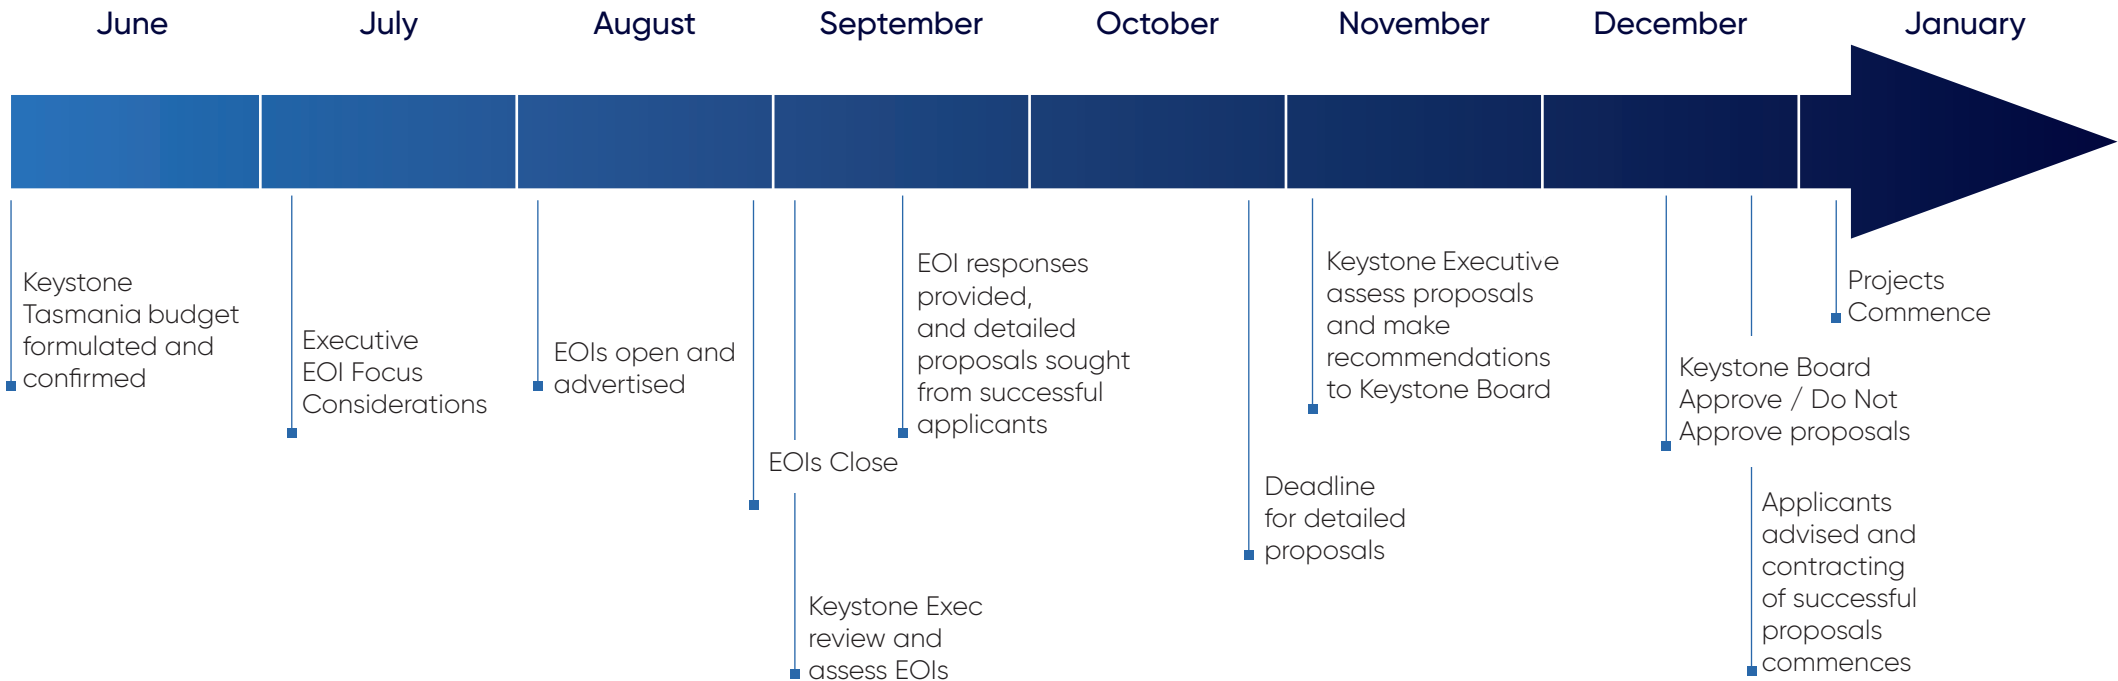 June
July
August
September
October
November
December
January
Keystone
Tasmania budget
formulated and
confirmed
Executive
EOI Focus
Considerations
EOIs open and
advertised
EOIs Close
Keystone Exec
review and
assess EOIs
EOI responses
provided,
and detailed
proposals sought
from successful
applicants
Deadline
for detailed
proposals
Keystone Executive
assess proposals
and make
recommendations
to Keystone Board
Keystone Board
Approve / Do Not
Approve proposals
Applicants
advised and
contracting
of successful
proposals
commences
Projects
Commence